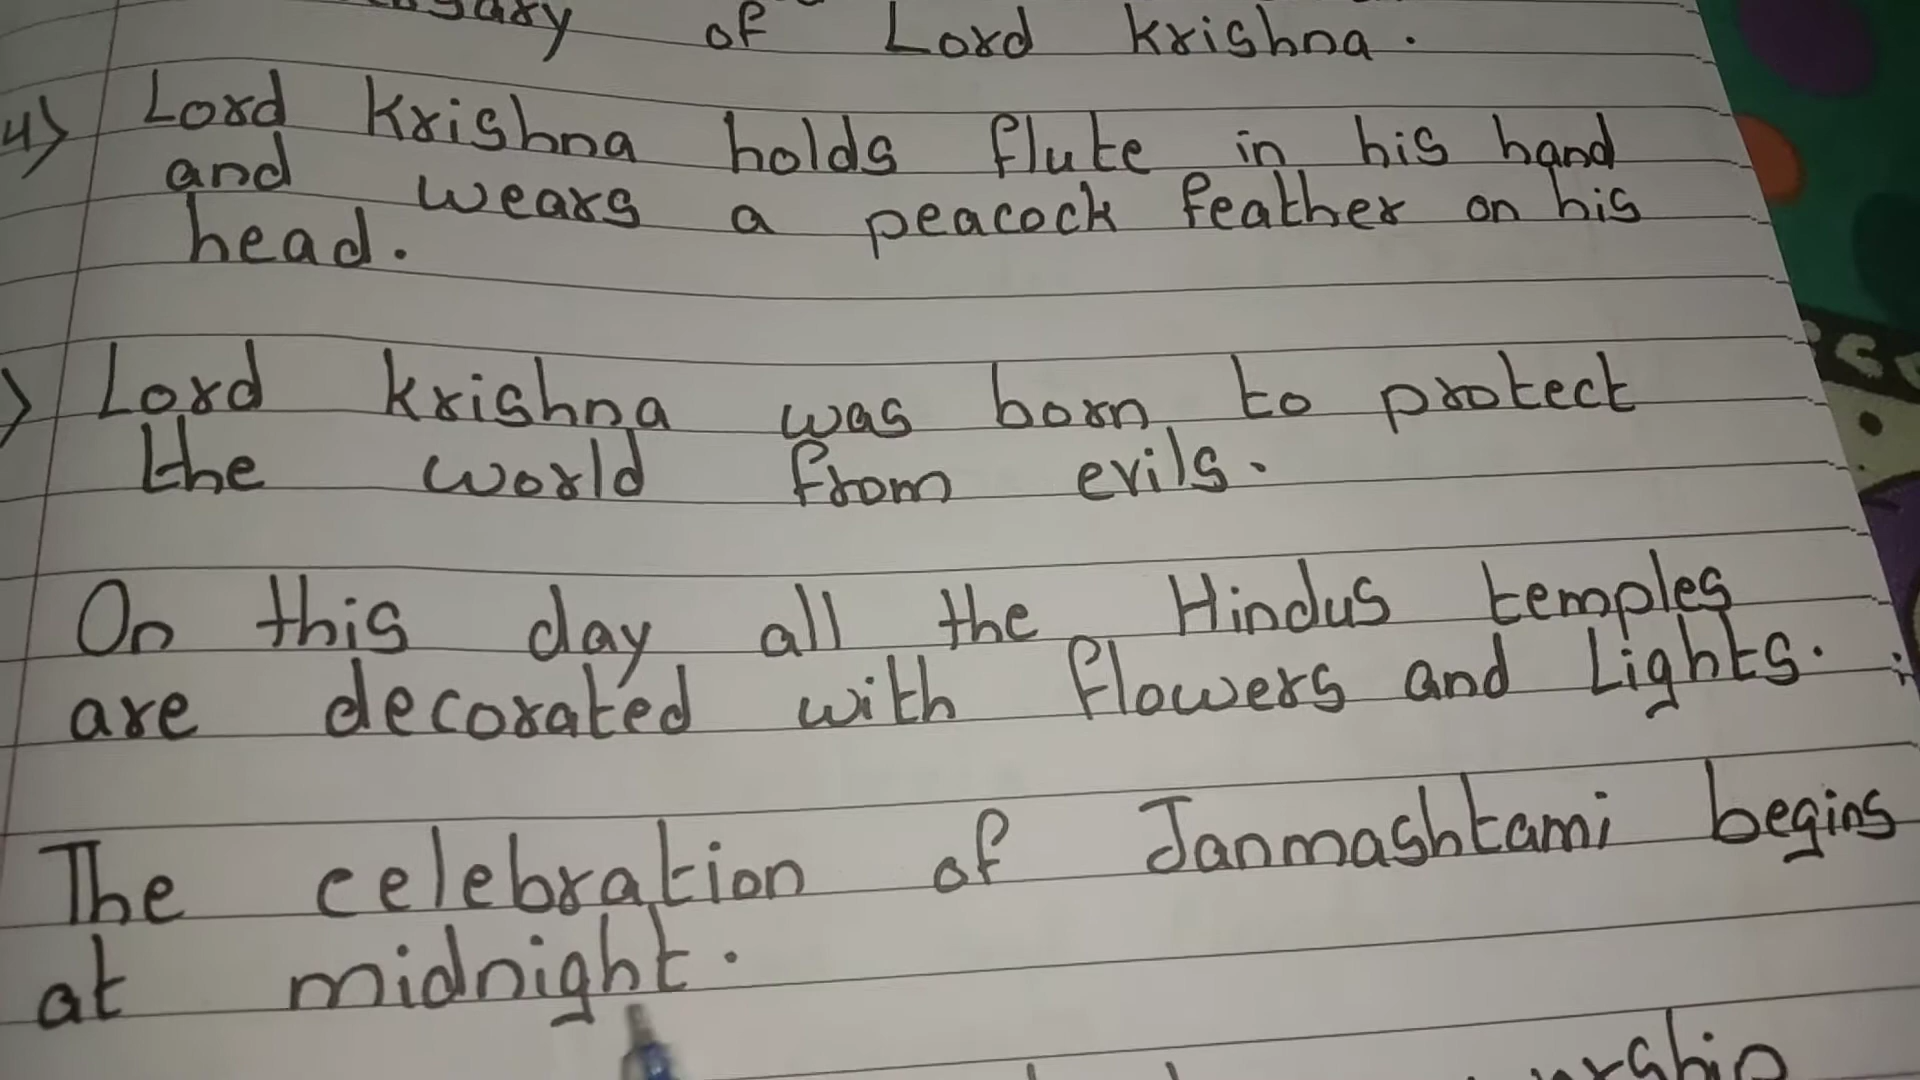 of Lord Krishna.
4) Lord Krishna holds flute in his hand
and wears a peacock feather on his
head.
) Lord Krishna was born to protect
the world from evils.
On this day all the Hindus temples
are decorated with flowers and Lights.
The celebration of Janmashtami begins
at midnight.